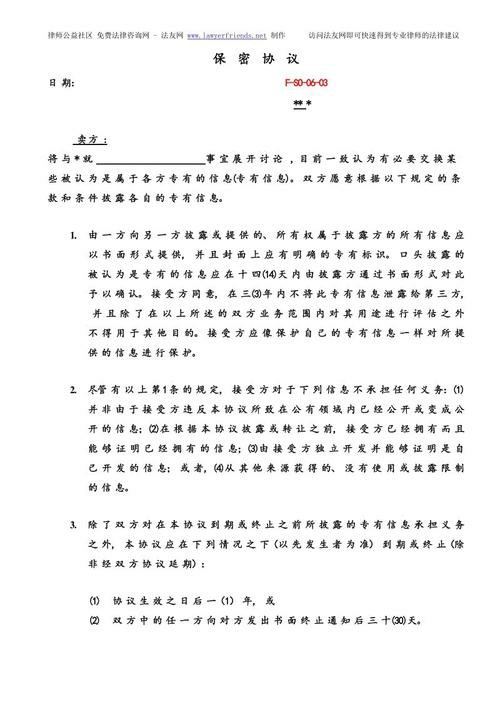 律师公益社区 免费法律咨询网 - 法友网 www.lawyerfriends.net 制作 访问法友网即可快速得到专业律师的法律建议
保 密 协 议
日 期: F-SO-06-03
** *
卖方:
将与*就____________________事宜展开讨论,目前一致认为有必要交换某
些被认为是属于各方专有的信息(专有信息)。双方愿意根据以下规定的条
款和条件披露各自的专有信息。
1. 由一方向另一方披露或提供的、所有权属于披露方的所有信息应
以书面形式提供, 并且封面上应有明确的专有标识。口头披露的
被认为是专有的信息应在十四(14)天内由披露方通过书面形式对此
予以确认。接受方同意, 在三(3)年内不将此专有信息泄露给第三方,
并且除了在以上所述的双方业务范围内对其用途进行评估之外
不得用于其他目的。接受方应像保护自己的专有信息一样对所提
供的信息进行保护。
2. 尽管有以上第1条的规定, 接受方对于下列信息不承担任何义务: (1)
并非由于接受方违反本协议所致在公有领域内已经公开或变成公
开的信息; (2)在根据本协议披露或转让之前, 接受方已经拥有而且
能够证明已经拥有的信息; (3)由接受方独立开发并能够证明是自
己开发的信息; 或者, (4)从其他来源获得的、没有使用或披露限制
的信息。
3. 除了双方对在本协议到期或终止之前所披露的专有信息承担义务
之外, 本协议应在下列情况之下(以先发生者为准)到期或终止(除
非经双方协议延期):
(1) 协议生效之日后一(1)年, 或
(2) 双方中的任一方向对方发出书面终止通知后三十(30)天。